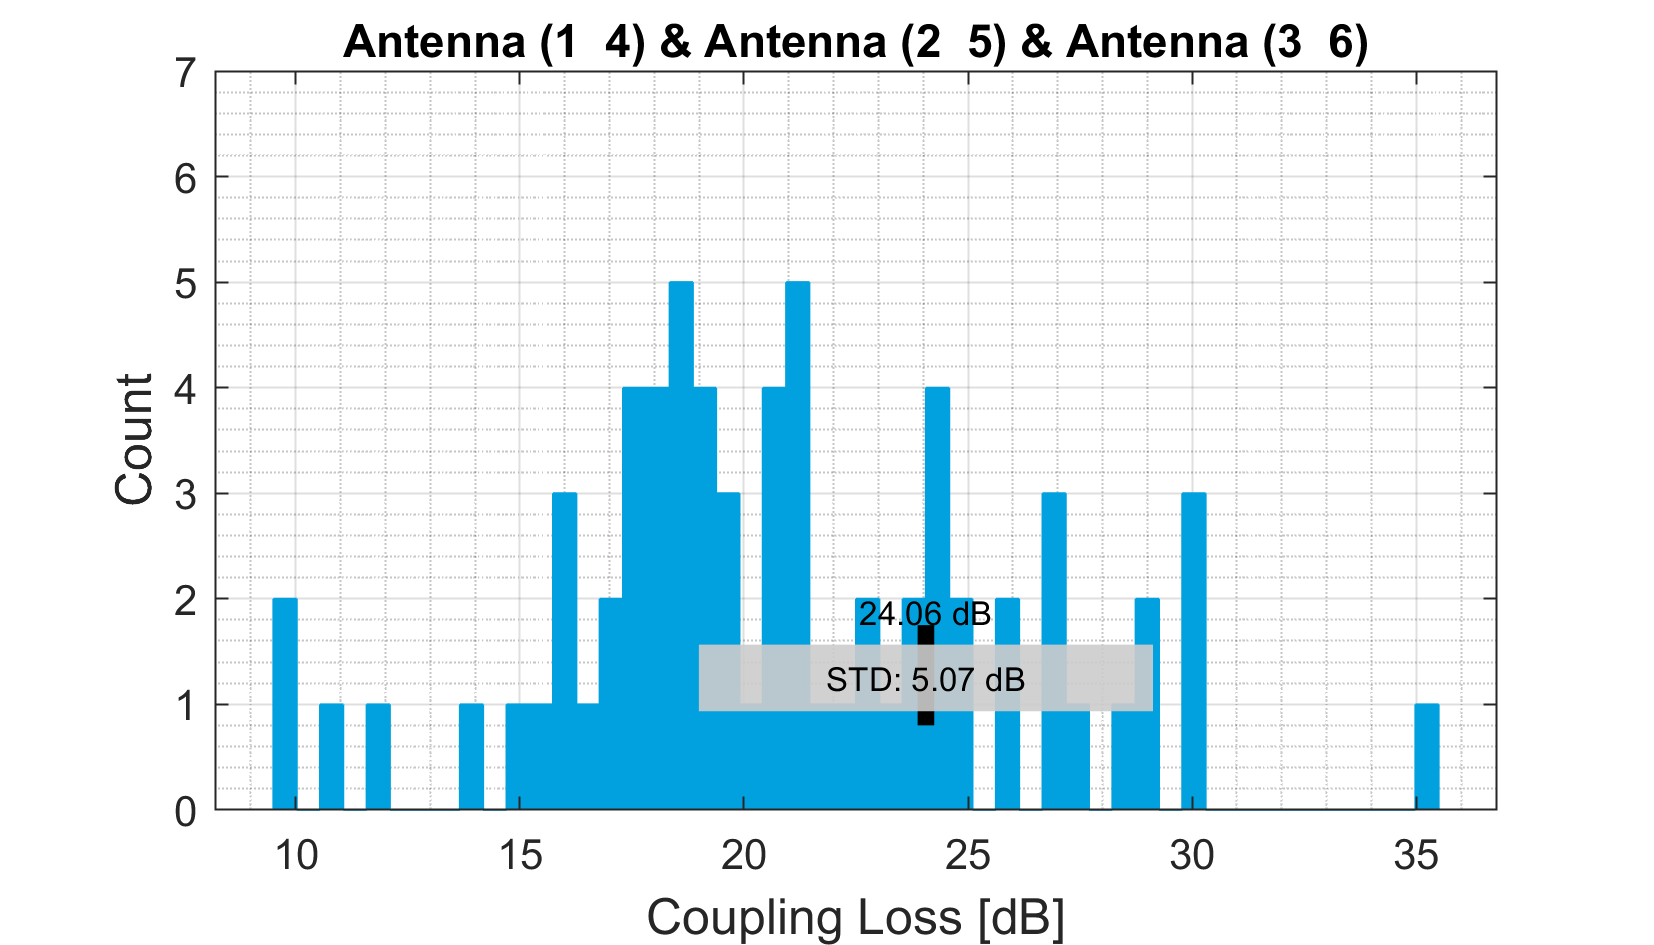 Antenna (1  4) & Antenna (2  5) & Antenna (3  6)
7
6
5
4
3
2
1
0
Count
24.06 dB
STD: 5.07 dB
10 15 20 25 30 35
Coupling Loss [dB]